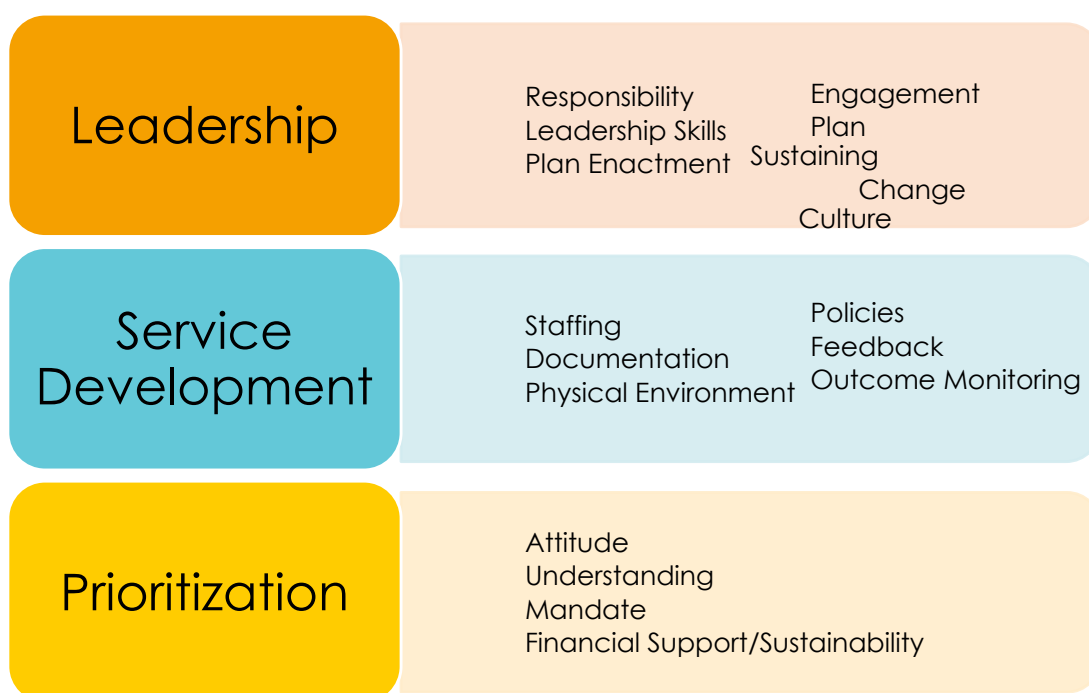 Leadership
Responsibility
Leadership Skills
Plan Enactment
Engagement
Plan
Sustaining
Change
Culture
Service
Development
Staffing
Documentation
Physical Environment
Policies
Feedback
Outcome Monitoring
Prioritization
Attitude
Understanding
Mandate
Financial Support/Sustainability